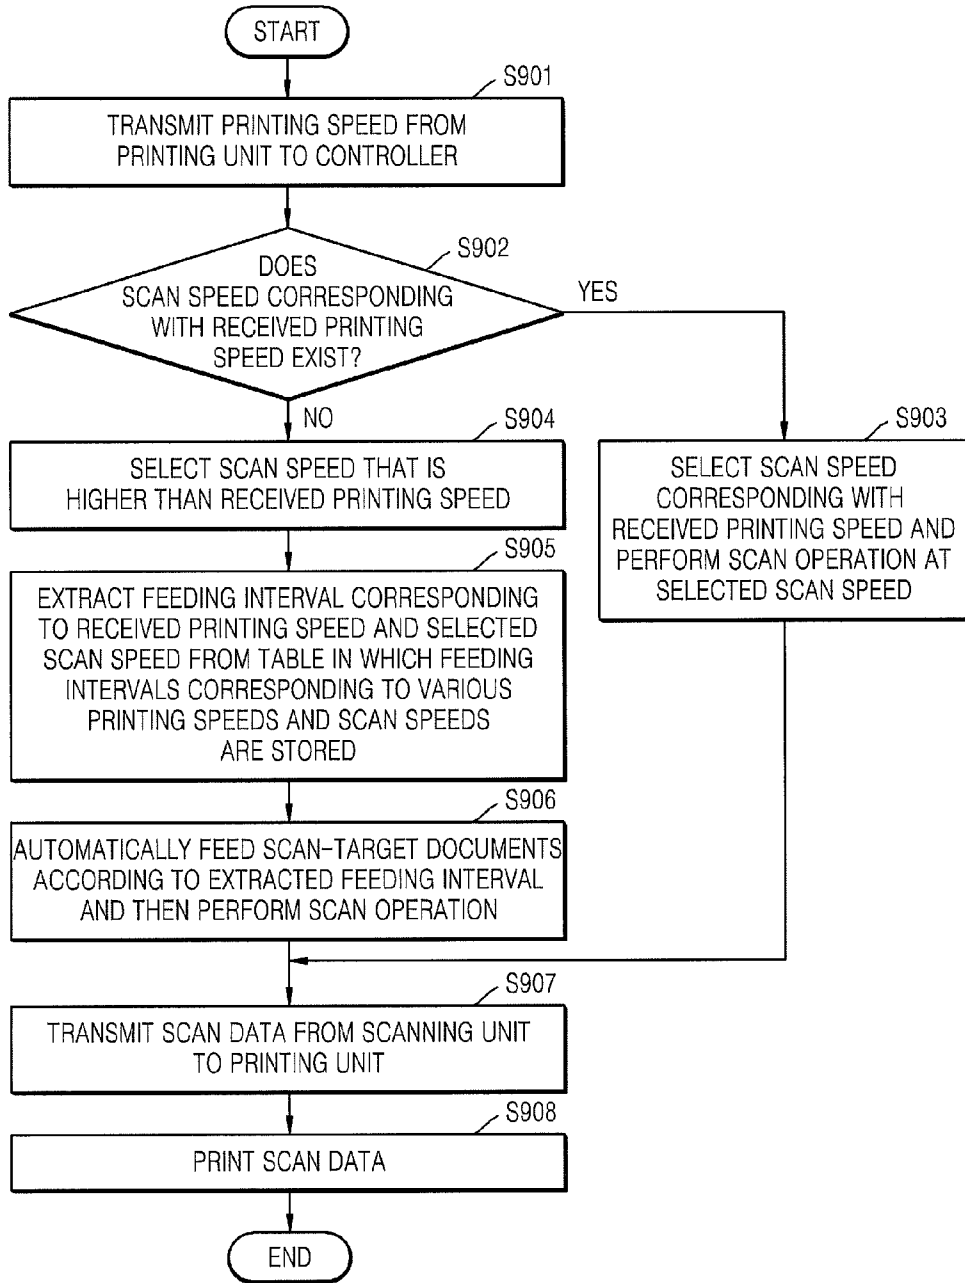 START
S901
TRANSMIT PRINTING SPEED FROM
PRINTING UNIT TO CONTROLLER
S902
DOES
SCAN SPEED CORRESPONDING
WITH RECEIVED PRINTING
SPEED EXIST?
YES
NO
S904
SELECT SCAN SPEED THAT IS
HIGHER THAN RECEIVED PRINTING SPEED
S903
SELECT SCAN SPEED
CORRESPONDING WITH
RECEIVED PRINTING SPEED AND
PERFORM SCAN OPERATION AT
SELECTED SCAN SPEED
S905
EXTRACT FEEDING INTERVAL CORRESPONDING
TO RECEIVED PRINTING SPEED AND SELECTED
SCAN SPEED FROM TABLE IN WHICH FEEDING
INTERVALS CORRESPONDING TO VARIOUS
PRINTING SPEEDS AND SCAN SPEEDS
ARE STORED
S906
AUTOMATICALLY FEED SCAN-TARGET DOCUMENTS
ACCORDING TO EXTRACTED FEEDING INTERVAL
AND THEN PERFORM SCAN OPERATION
S907
TRANSMIT SCAN DATA FROM SCANNING UNIT
TO PRINTING UNIT
S908
PRINT SCAN DATA
END